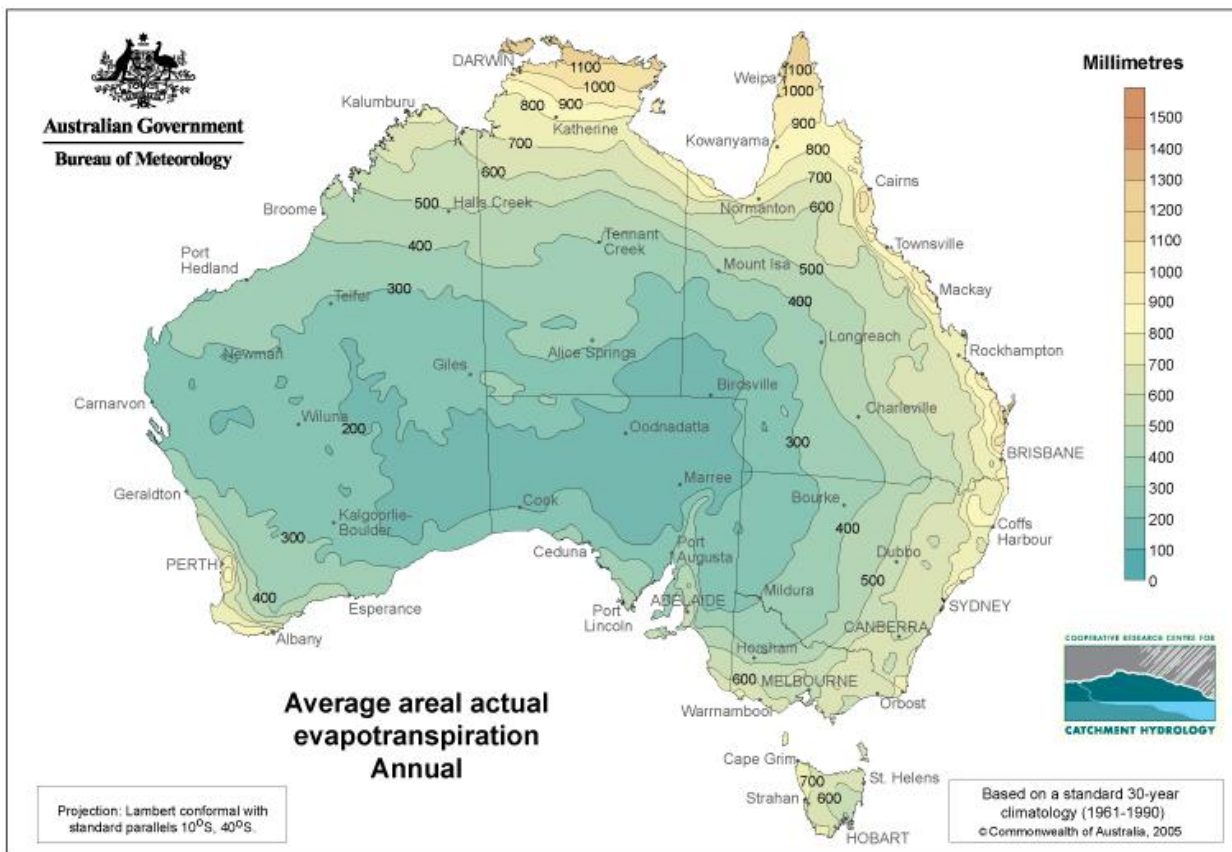 Australian Government
Bureau of Meteorology
Millimetres
1500
1400
1300
1200
1100
1000
900
800
700
600
500
400
300
200
100
0
DARWIN
1100
1000
800
900
Katherine
Kalumburu
700
600
500
Halls Creek
Broome
400
Tennant
Creek
Port
Hedland
300
Telfer
Newman
Giles
Alice Springs
Carnarvon
Wiluna
200
Oodnadatta
Geraldton
Kalgoorlie-
Boulder
300
PERTH
400
Esperance
Albany
Weipa
1100
1000
900
Kowanyama
800
700
Cairns
Normanton
600
Townsville
Mount Isa
500
400
Mackay
Longreach
Rockhampton
Birdsville
Charleville
300
BRISBANE
Marree
Cook
Bourke
400
Coffs
Harbour
Ceduna
Port
Augusta
Dubbo
500
Mildura
ADELAIDE
SYDNEY
Port
Lincoln
CANBERRA
Horsham
600
MELBOURNE
Warrnambool
Orbost
Cape Grim
700
St. Helens
Strahan
600
HOBART
Average areal actual
evapotranspiration
Annual
Projection: Lambert conformal with
standard parallels 10°S, 40°S.
COOPERATIVE RESEARCH CENTRE FOR
CATCHMENT HYDROLOGY
Based on a standard 30-year
climatology (1961-1990)
© Commonwealth of Australia, 2005